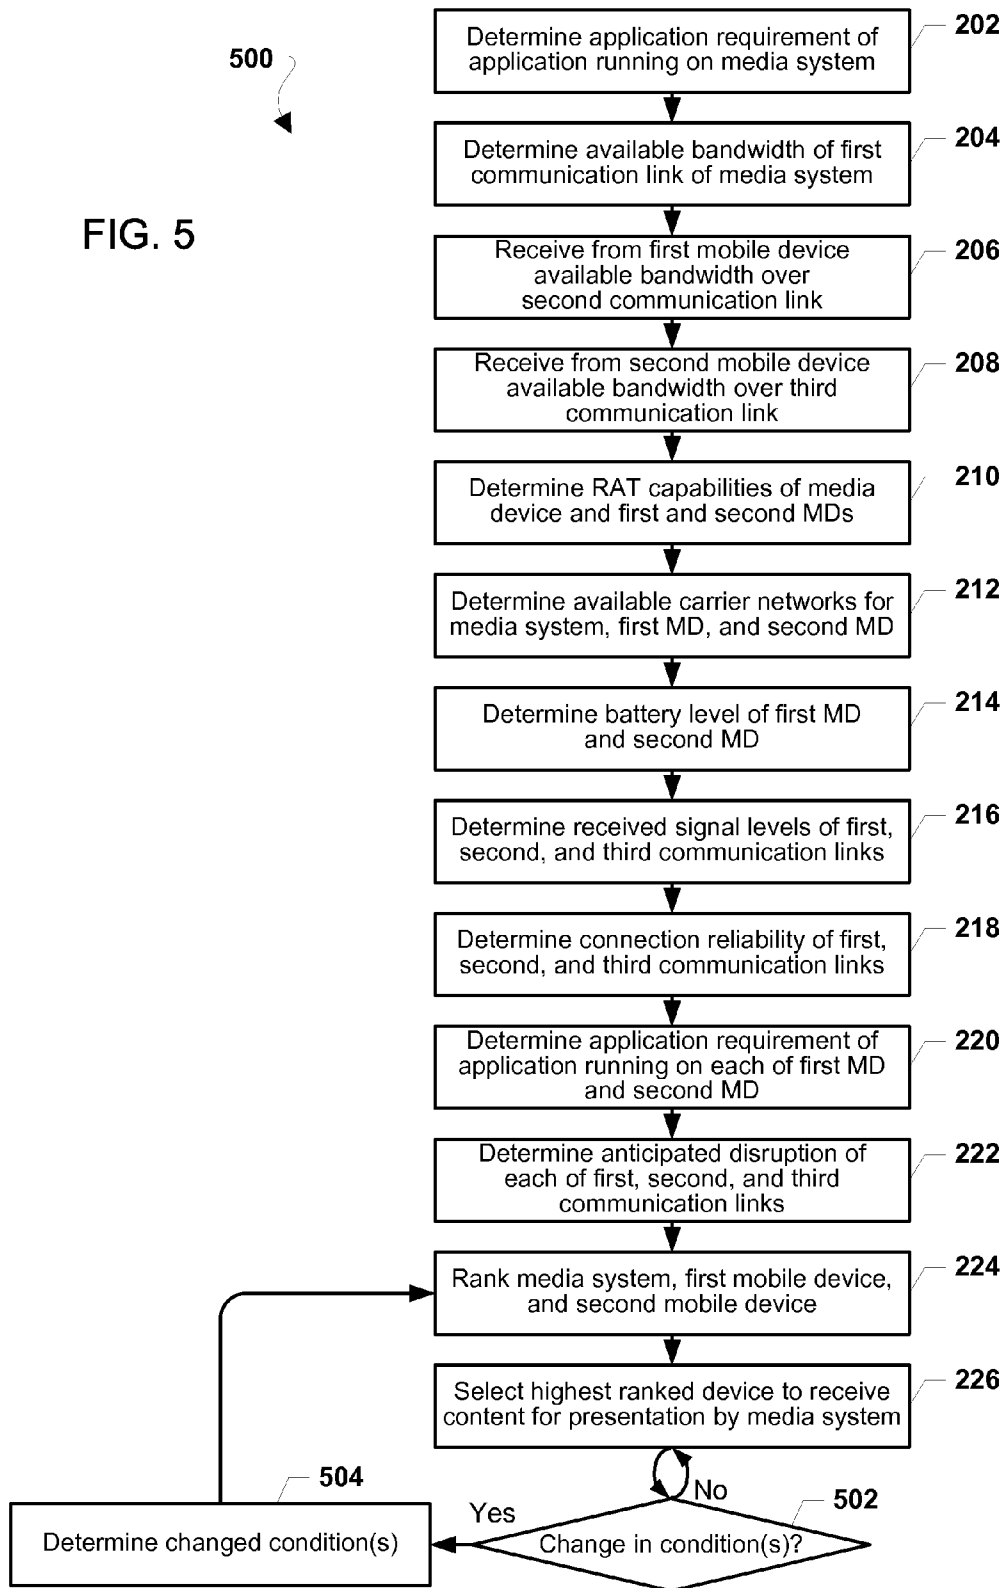 202
Determine application requirement of
application running on media system
500
204
Determine available bandwidth of first
communication link of media system
FIG. 5
206
Receive from first mobile device
available bandwidth over
second communication link
208
Receive from second mobile device
available bandwidth over third
communication link
210
Determine RAT capabilities of media
device and first and second MDs
212
Determine available carrier networks for
media system, first MD, and second MD
214
Determine battery level of first MD
and second MD
216
Determine received signal levels of first,
second, and third communication links
218
Determine connection reliability of first,
second, and third communication links
220
Determine application requirement of
application running on each of first MD
and second MD
222
Determine anticipated disruption of
each of first, second, and third
communication links
224
Rank media system, first mobile device,
and second mobile device
226
Select highest ranked device to receive
content for presentation by media system
No
502
Change in condition(s)?
Yes
504
Determine changed condition(s)